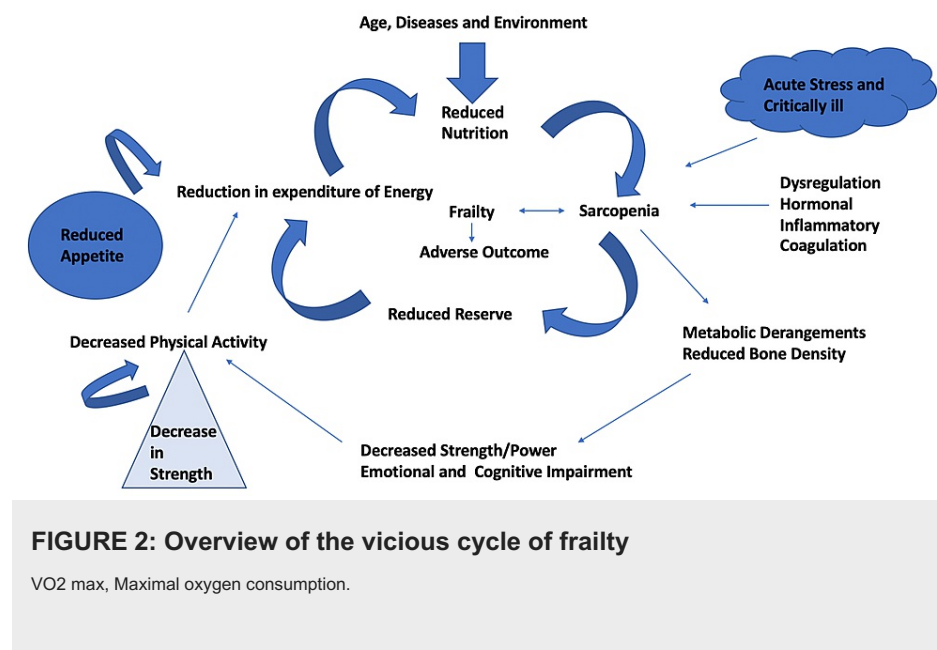 Age, Diseases and Environment
Reduced
Nutrition
Acute Stress and
Critically ill
Reduction in expenditure of Energy
Reduced
Appetite
Frailty
Sarcopenia
Adverse Outcome
Dysregulation
Hormonal
Inflammatory
Coagulation
Reduced Reserve
Metabolic Derangements
Reduced Bone Density
Decreased Physical Activity
Decrease
in
Strength
Decreased Strength/Power
Emotional and Cognitive Impairment
FIGURE 2: Overview of the vicious cycle of frailty
VO2 max, Maximal oxygen consumption.